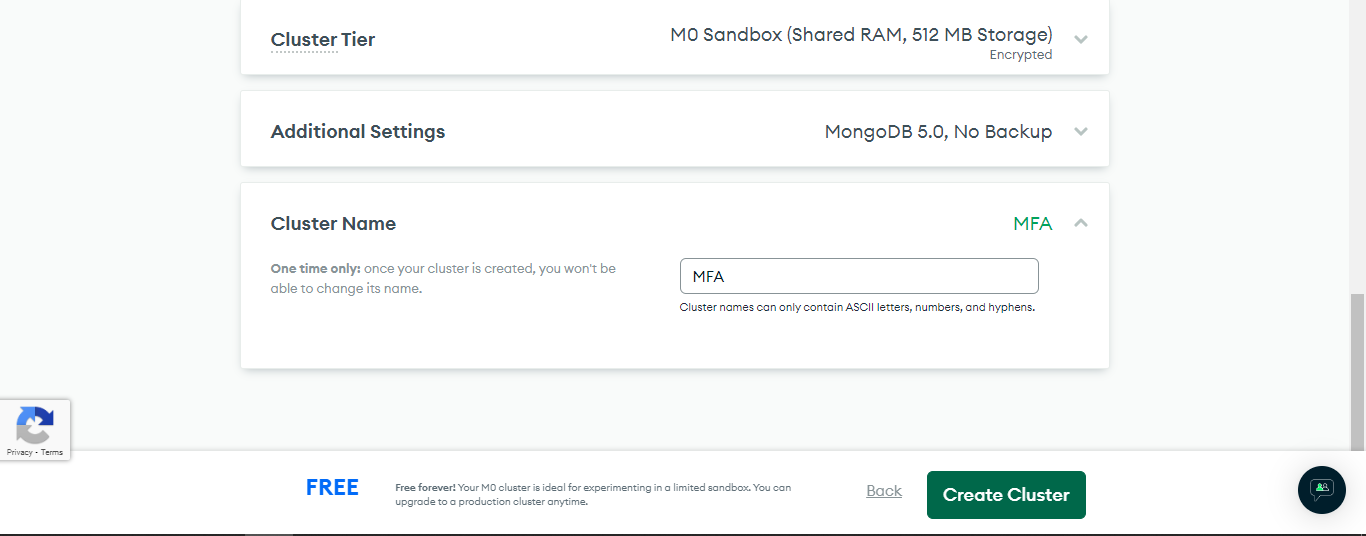 Cluster Tier
M0 Sandbox (Shared RAM, 512 MB Storage)
Encrypted
Additional Settings
MongoDB 5.0, No Backup
Cluster Name
MFA
One time only: once your cluster is created, you won't be
able to change its name.
MFA
Cluster names can only contain ASCII letters, numbers, and hyphens.
Privacy - Terms
FREE
Free forever! Your M0 cluster is ideal for experimenting in a limited sandbox. You can
upgrade to a production cluster anytime.
Back
Create Cluster